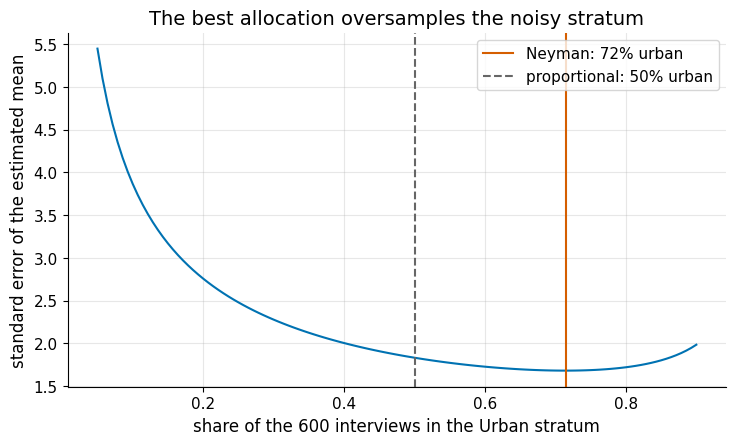 The best allocation oversamples the noisy stratum
Neyman: 72% urban
proportional: 50% urban
standard error of the estimated mean
5.5
5.0
4.5
4.0
3.5
3.0
2.5
2.0
1.5
0.2 0.4 0.6 0.8
share of the 600 interviews in the Urban stratum